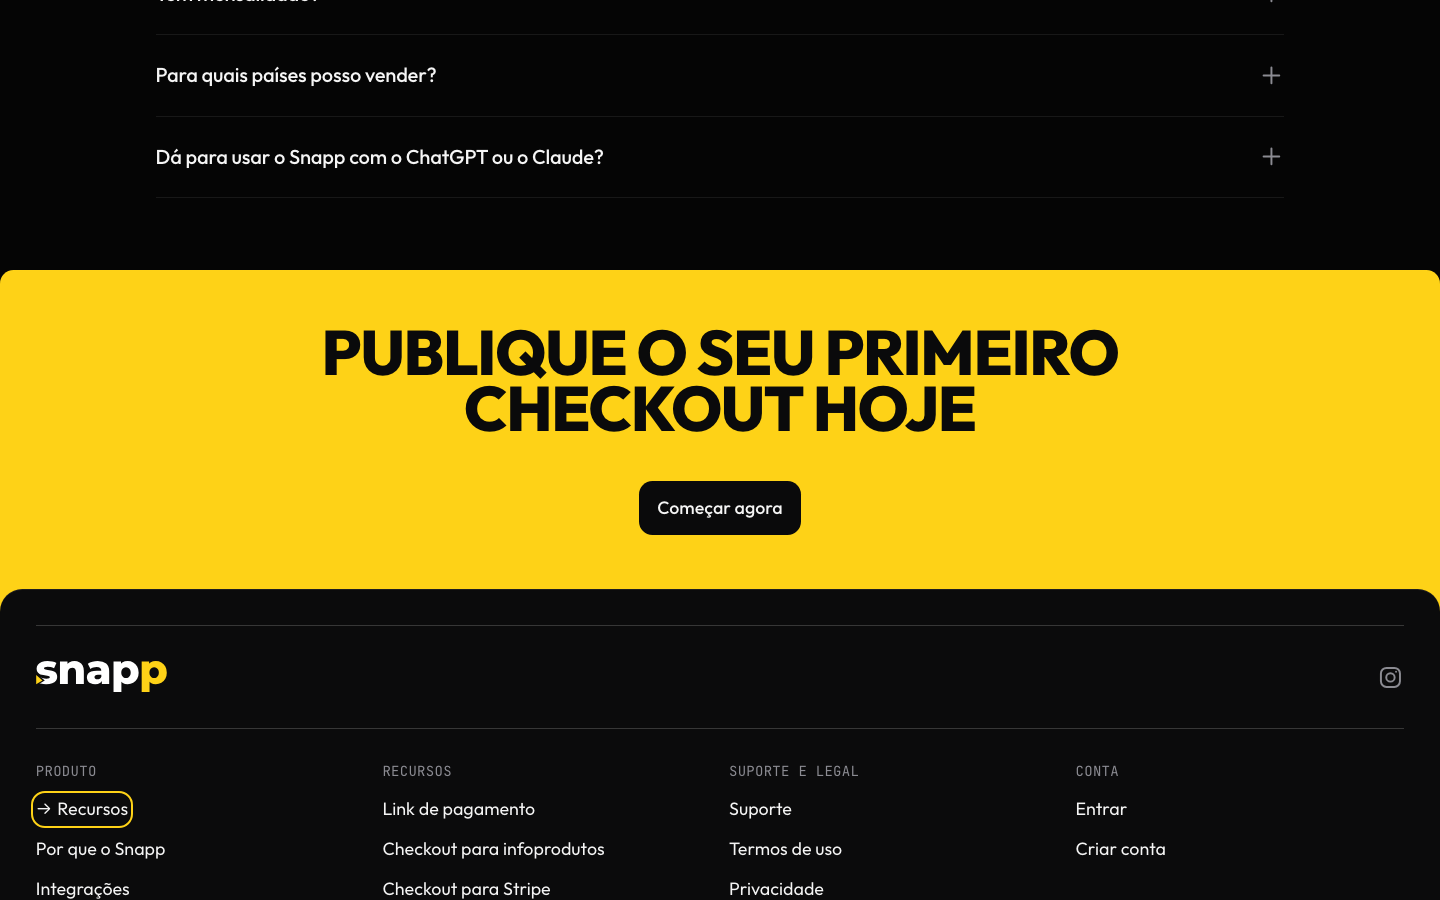 Para quais países posso vender?
Dá para usar o Snapp com o ChatGPT ou o Claude?
PUBLIQUE O SEU PRIMEIRO
CHECKOUT HOJE
Começar agora
snapp
PRODUTO
RECURSOS
SUPORTE E LEGAL
CONTA
→ Recursos
Link de pagamento
Suporte
Entrar
Por que o Snapp
Checkout para infoprodutos
Termos de uso
Criar conta
Integrações
Checkout para Stripe
Privacidade